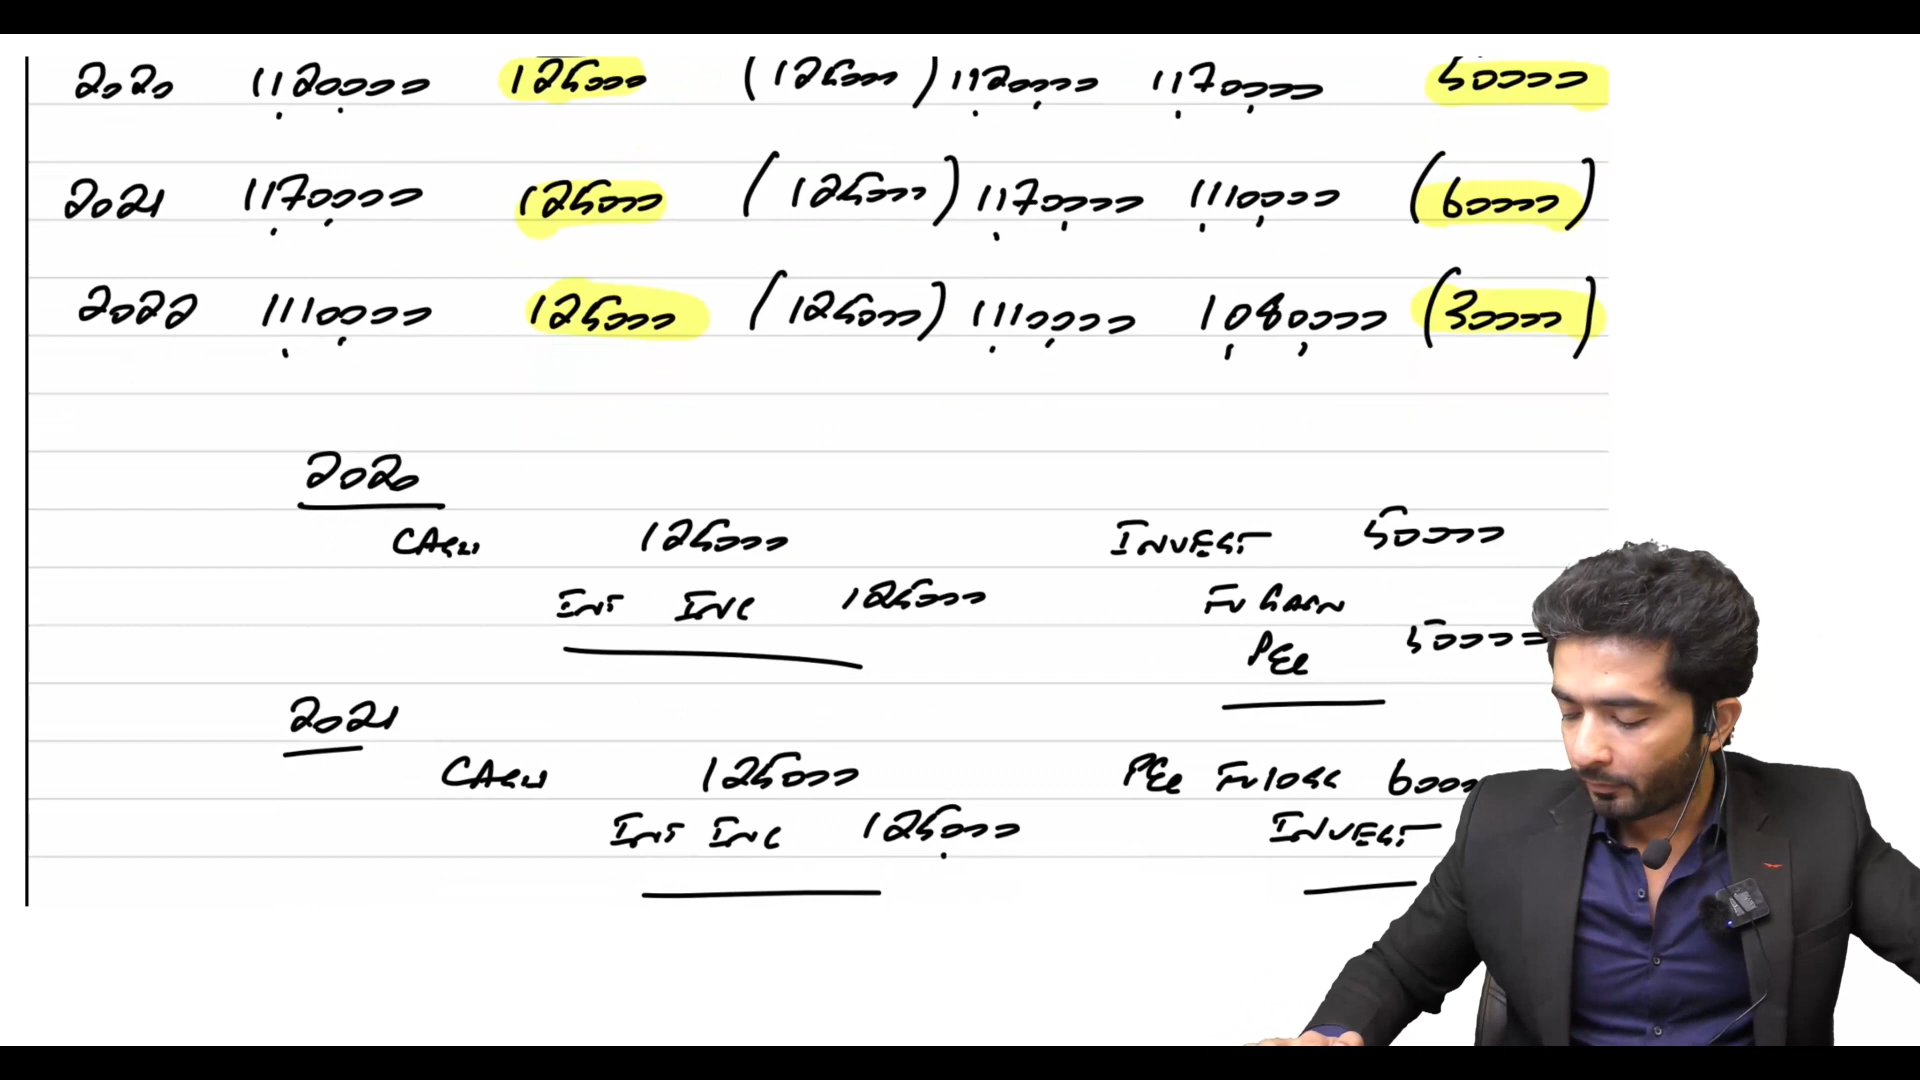 2020 1120000 125000 (125000) 1120000 1170000 50000
2021 1170000 125000 (125000) 1170000 1110000 (60000)
2022 1110000 125000 (125000) 1110000 1080000 (30000)
2020
CASH 125000 INVEST 50000
INT INC 125000 FV GAIN
P&L 50000
2021
CASH 125000 P&L FV LOSS 6000
INT INC 125000 INVEST